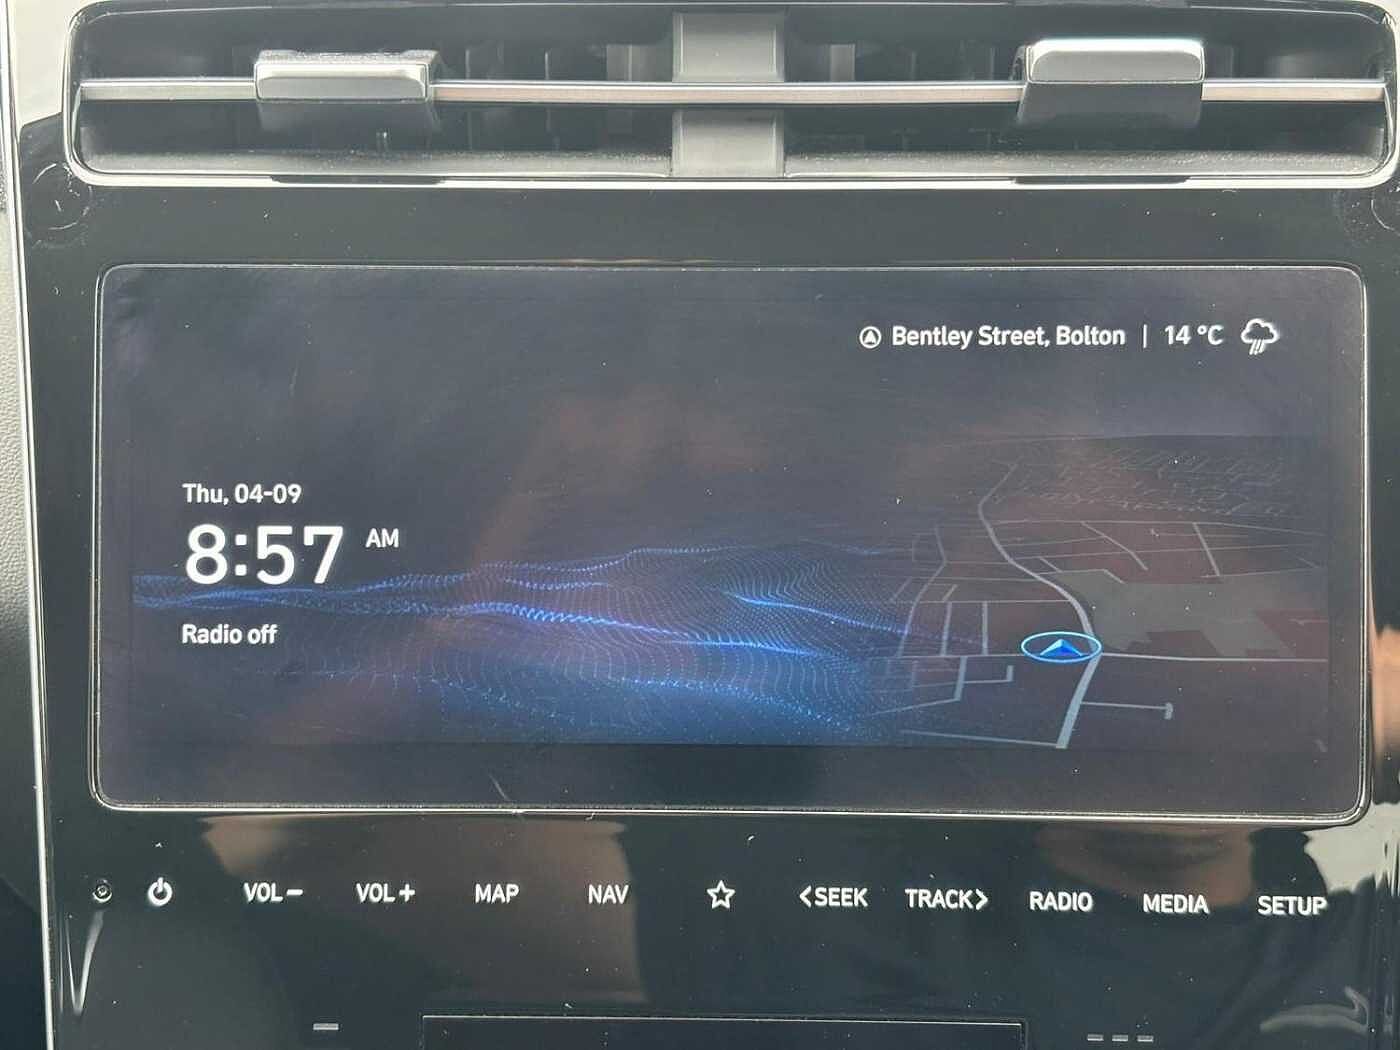 Bentley Street, Bolton | 14 °C
Thu, 04-09
8:57 AM
Radio off
VOL− VOL+ MAP NAV <SEEK TRACK> RADIO MEDIA SETUP